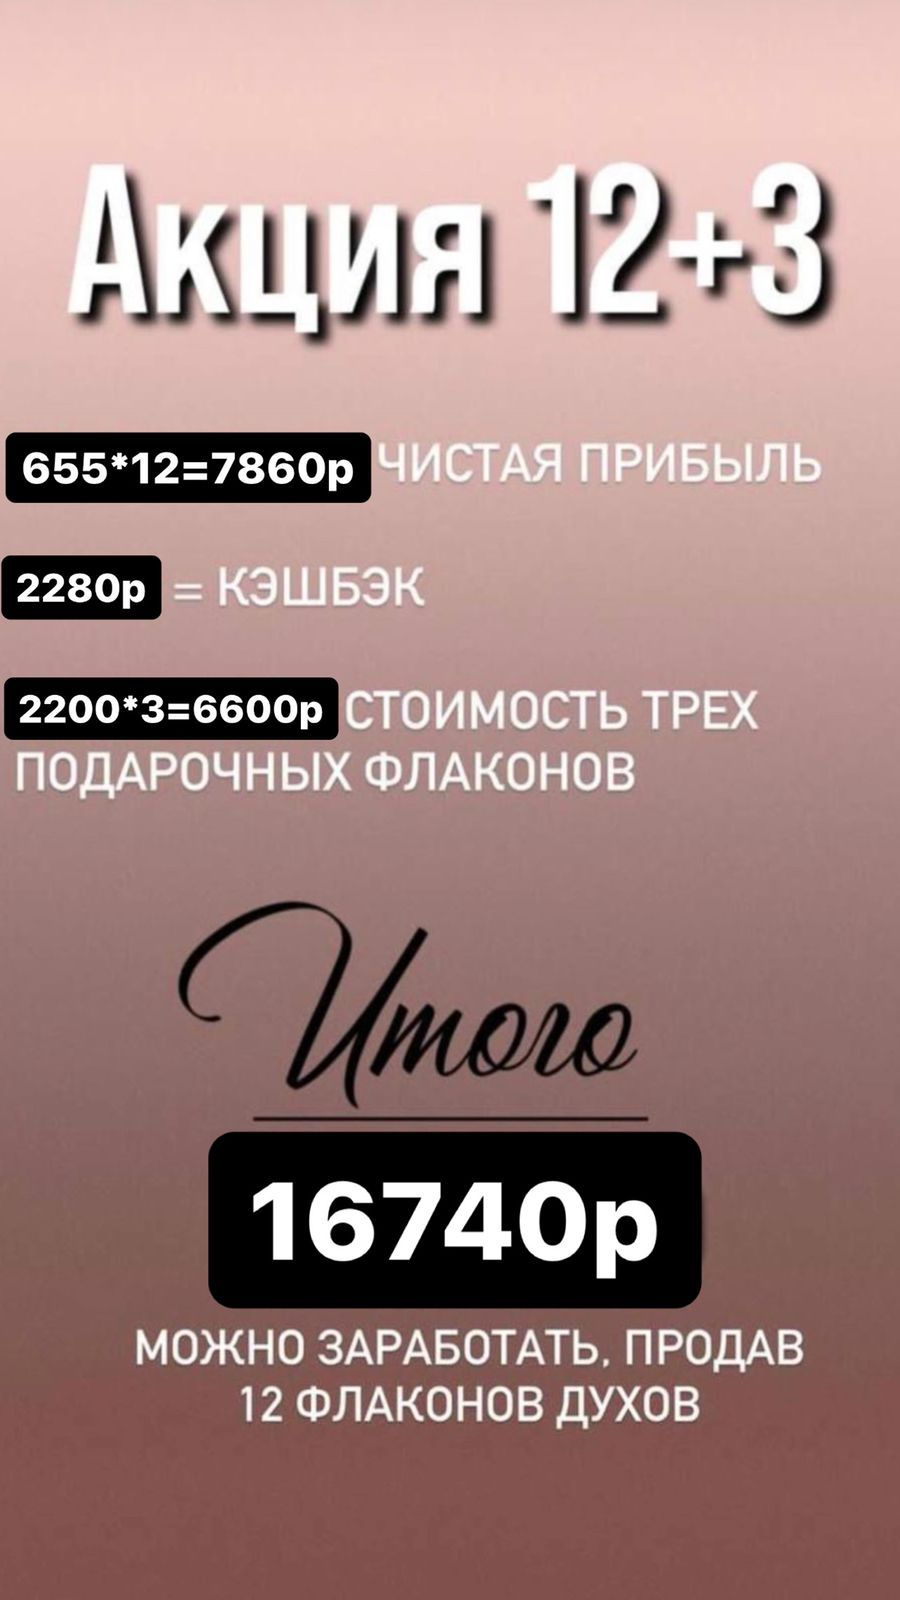 Акция 12+3
655*12=7860р ЧИСТАЯ ПРИБЫЛЬ
2280р = КЭШБЭК
2200*3=6600р СТОИМОСТЬ ТРЕХ
ПОДАРОЧНЫХ ФЛАКОНОВ
Итого
16740р
МОЖНО ЗАРАБОТАТЬ, ПРОДАВ
12 ФЛАКОНОВ ДУХОВ